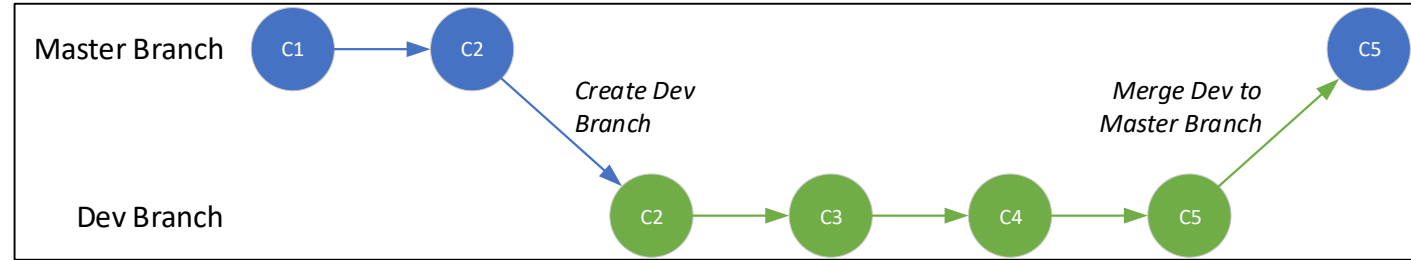 Master Branch
C1
C2
C5
Create Dev
Branch
Merge Dev to
Master Branch
Dev Branch
C2
C3
C4
C5